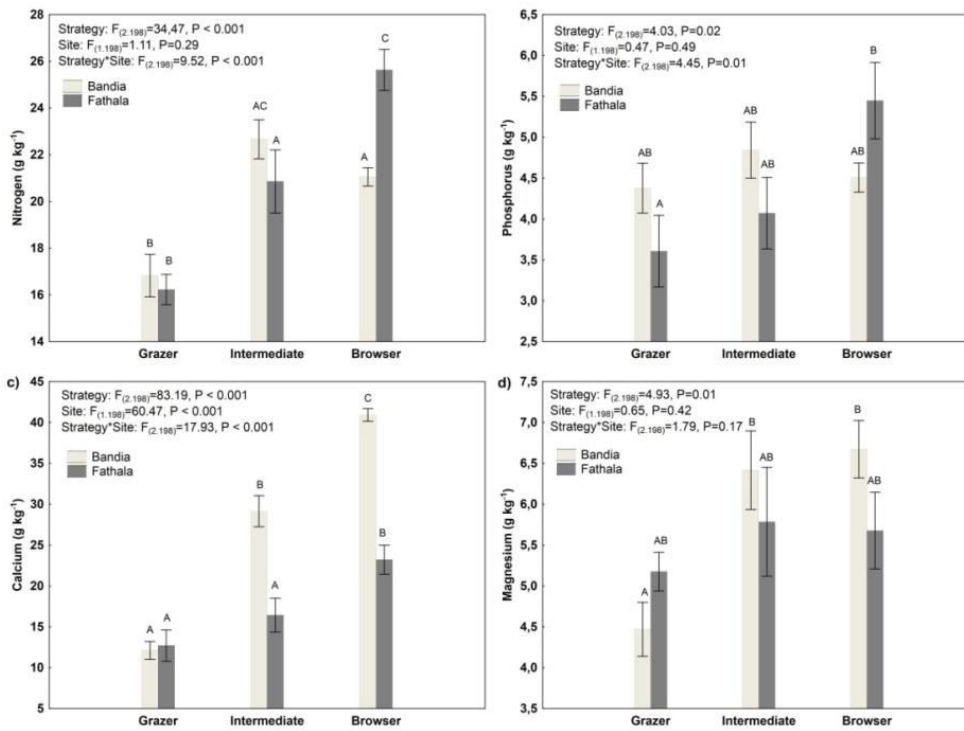 Strategy: F(2.198)=34,47, P < 0.001
Site: F(1.198)=1.11, P=0.29
Strategy*Site: F(2.198)=9.52, P < 0.001
Bandia
Fathala
Nitrogen (g kg-1)
28
26
24
22
20
18
16
14
B
B
AC
A
A
C
Grazer
Intermediate
Browser
Strategy: F(2.198)=4.03, P=0.02
Site: F(1.198)=0.47, P=0.49
Strategy*Site: F(2.198)=4.45, P=0.01
Bandia
Fathala
Phosphorus (g kg-1)
6,5
6,0
5,5
5,0
4,5
4,0
3,5
3,0
2,5
AB
A
AB
AB
AB
B
Grazer
Intermediate
Browser
c)
Strategy: F(2.198)=83.19, P < 0.001
Site: F(1.198)=60.47, P < 0.001
Strategy*Site: F(2.198)=17.93, P < 0.001
Bandia
Fathala
Calcium (g kg-1)
45
40
35
30
25
20
15
10
5
A
A
B
A
C
B
Grazer
Intermediate
Browser
d)
Strategy: F(2.198)=4.93, P=0.01
Site: F(1.198)=0.65, P=0.42
Strategy*Site: F(2.198)=1.79, P=0.17
Bandia
Fathala
Magnesium (g kg-1)
7,5
7,0
6,5
6,0
5,5
5,0
4,5
4,0
3,5
A
AB
B
AB
B
AB
Grazer
Intermediate
Browser